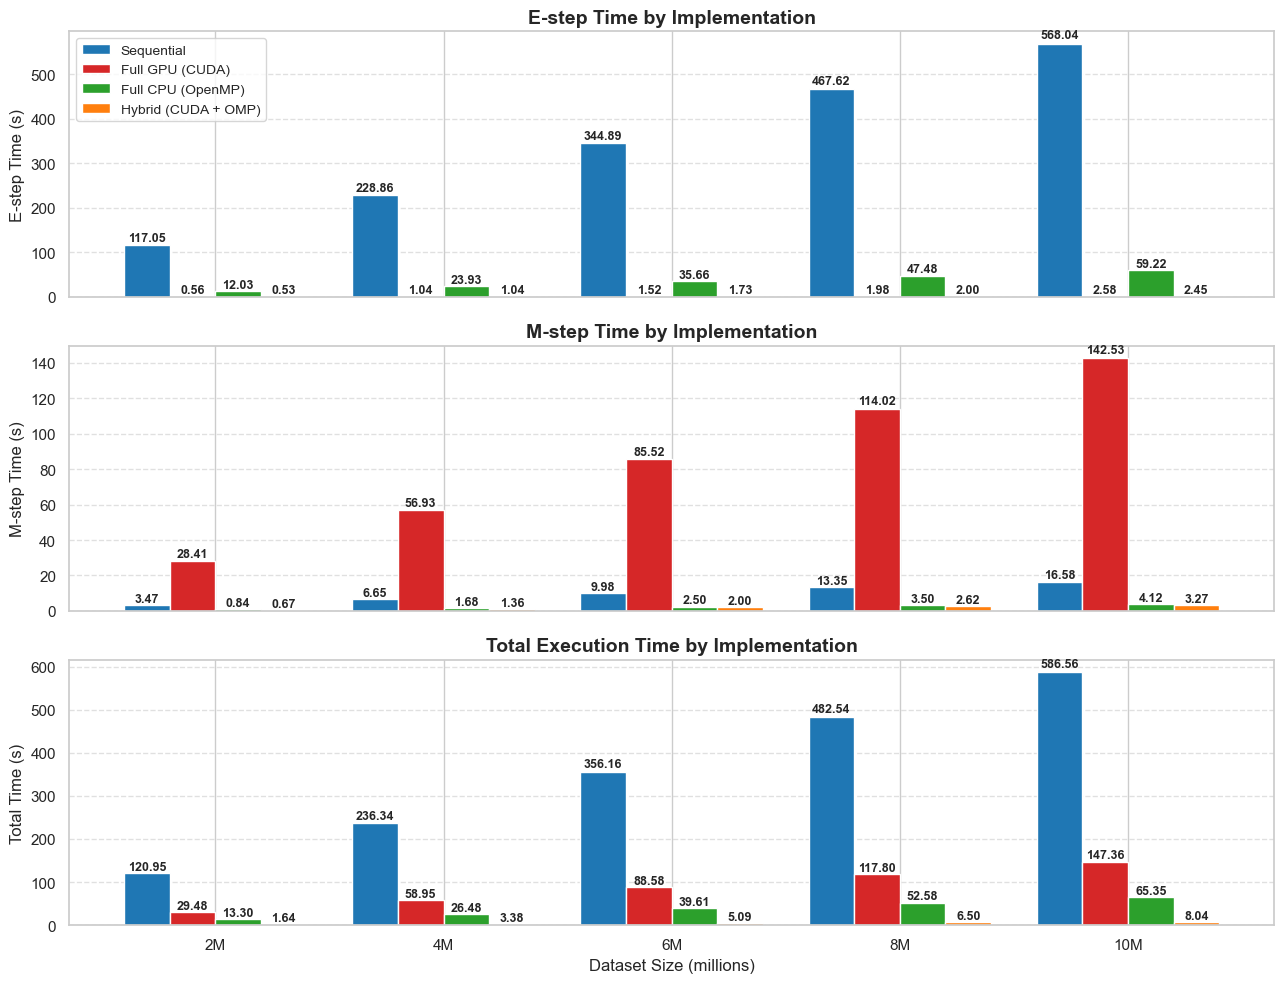 E-step Time by Implementation
Sequential
Full GPU (CUDA)
Full CPU (OpenMP)
Hybrid (CUDA + OMP)
E-step Time (s)
500
400
300
200
100
0
117.05 0.56 12.03 0.53
228.86 1.04 23.93 1.04
344.89 1.52 35.66 1.73
467.62 1.98 47.48 2.00
568.04 2.58 59.22 2.45
M-step Time by Implementation
M-step Time (s)
140
120
100
80
60
40
20
0
3.47 28.41 0.84 0.67
6.65 56.93 1.68 1.36
9.98 85.52 2.50 2.00
13.35 114.02 3.50 2.62
16.58 142.53 4.12 3.27
Total Execution Time by Implementation
Total Time (s)
600
500
400
300
200
100
0
120.95 29.48 13.30 1.64
236.34 58.95 26.48 3.38
356.16 88.58 39.61 5.09
482.54 117.80 52.58 6.50
586.56 147.36 65.35 8.04
2M 4M 6M 8M 10M
Dataset Size (millions)